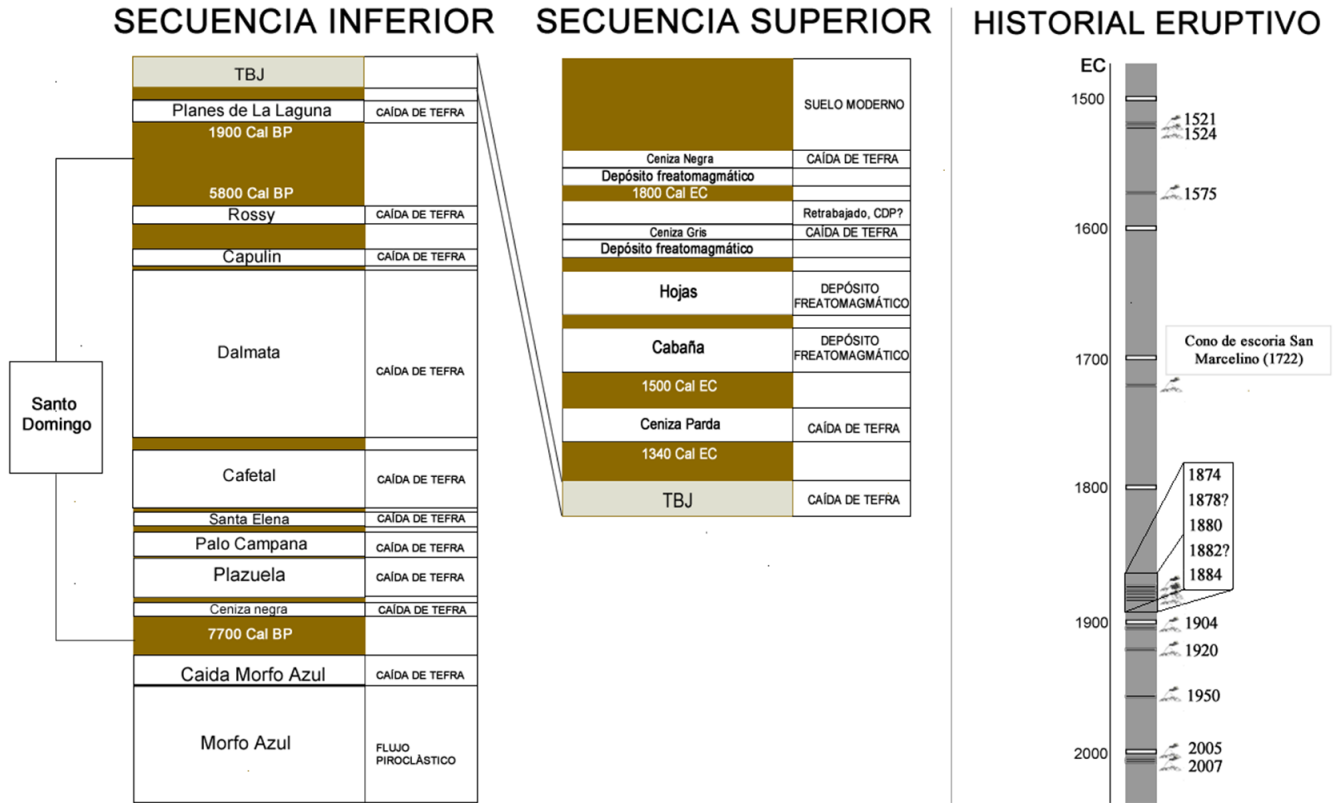 SECUENCIA INFERIOR
TBJ
Planes de La Laguna
CAÍDA DE TEFRA
1900 Cal BP
5800 Cal BP
Rossy
CAÍDA DE TEFRA
Capulin
CAÍDA DE TEFRA
Dalmata
CAÍDA DE TEFRA
Cafetal
CAÍDA DE TEFRA
Santa Elena
CAÍDA DE TEFRA
Palo Campana
CAÍDA DE TEFRA
Plazuela
CAÍDA DE TEFRA
Ceniza negra
CAÍDA DE TEFRA
7700 Cal BP
Caida Morfo Azul
CAÍDA DE TEFRA
Morfo Azul
FLUJO
PIROCLÀSTICO
Santo
Domingo
SECUENCIA SUPERIOR
SUELO MODERNO
Ceniza Negra
CAÍDA DE TEFRA
Depósito freatomagmático
1800 Cal EC
Retrabajado, CDP?
Ceniza Gris
CAÍDA DE TEFRA
Depósito freatomagmático
Hojas
DEPÓSITO
FREATOMAGMÁTICO
Cabaña
DEPÓSITO
FREATOMAGMÁTICO
1500 Cal EC
Ceniza Parda
CAÍDA DE TEFRA
1340 Cal EC
TBJ
CAÍDA DE TEFRA
HISTORIAL ERUPTIVO
EC
1500
1521
1524
1575
1600
Cono de escoria San
Marcelino (1722)
1700
1800
1874
1878?
1880
1882?
1884
1900
1904
1920
1950
2000
2005
2007